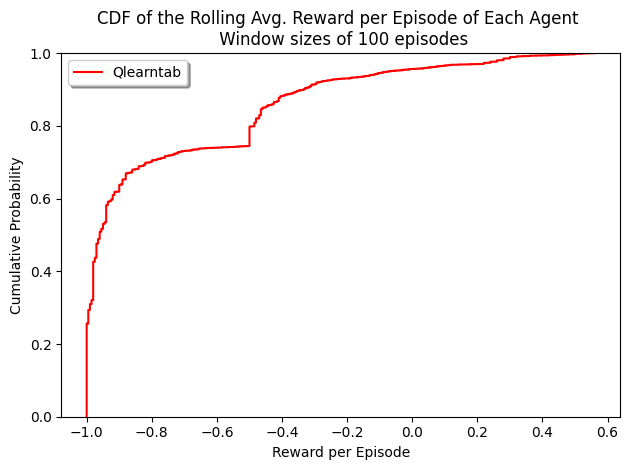 CDF of the Rolling Avg. Reward per Episode of Each Agent
Window sizes of 100 episodes
Qlearntab
Cumulative Probability
1.0
0.8
0.6
0.4
0.2
0.0
−1.0 −0.8 −0.6 −0.4 −0.2 0.0 0.2 0.4 0.6
Reward per Episode